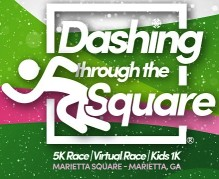 Dashing
through the
Square®
5K Race | Virtual Race | Kids 1K
MARIETTA SQUARE - MARIETTA, GA